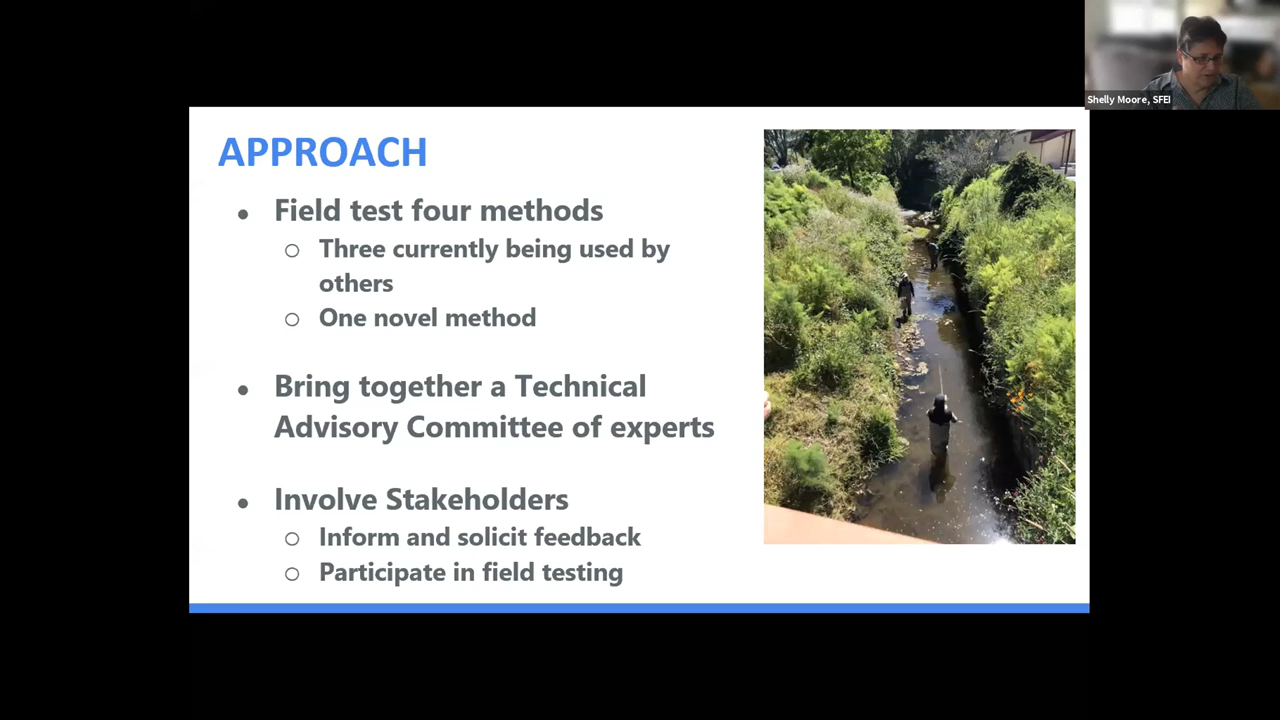 Shelly Moore, SFEI
APPROACH
● Field test four methods
○ Three currently being used by
others
○ One novel method
● Bring together a Technical
Advisory Committee of experts
● Involve Stakeholders
○ Inform and solicit feedback
○ Participate in field testing